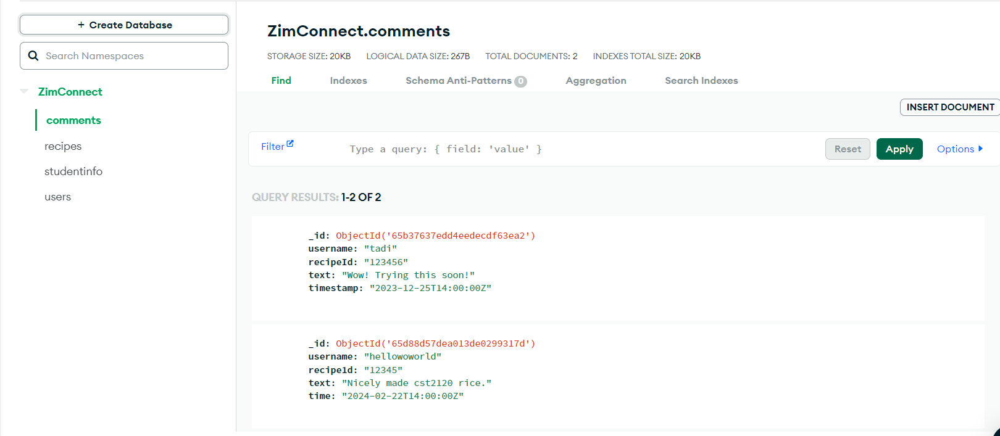 + Create Database
Search Namespaces
ZimConnect
comments
recipes
studentinfo
users
ZimConnect.comments
STORAGE SIZE: 20KB LOGICAL DATA SIZE: 267B TOTAL DOCUMENTS: 2 INDEXES TOTAL SIZE: 20KB
Find Indexes Schema Anti-Patterns 0 Aggregation Search Indexes
INSERT DOCUMENT
Filter Type a query: { field: 'value' } Reset Apply Options
QUERY RESULTS: 1-2 OF 2
_id: ObjectId('65b37637edd4eedecdf63ea2')
username: "tadi"
recipeId: "123456"
text: "Wow! Trying this soon!"
timestamp: "2023-12-25T14:00:00Z"
_id: ObjectId('65d88d57dea013de0299317d')
username: "hellowoworld"
recipe1d: "12345"
text: "Nicely made cst2120 rice."
time: "2024-02-22T14:00:00Z"